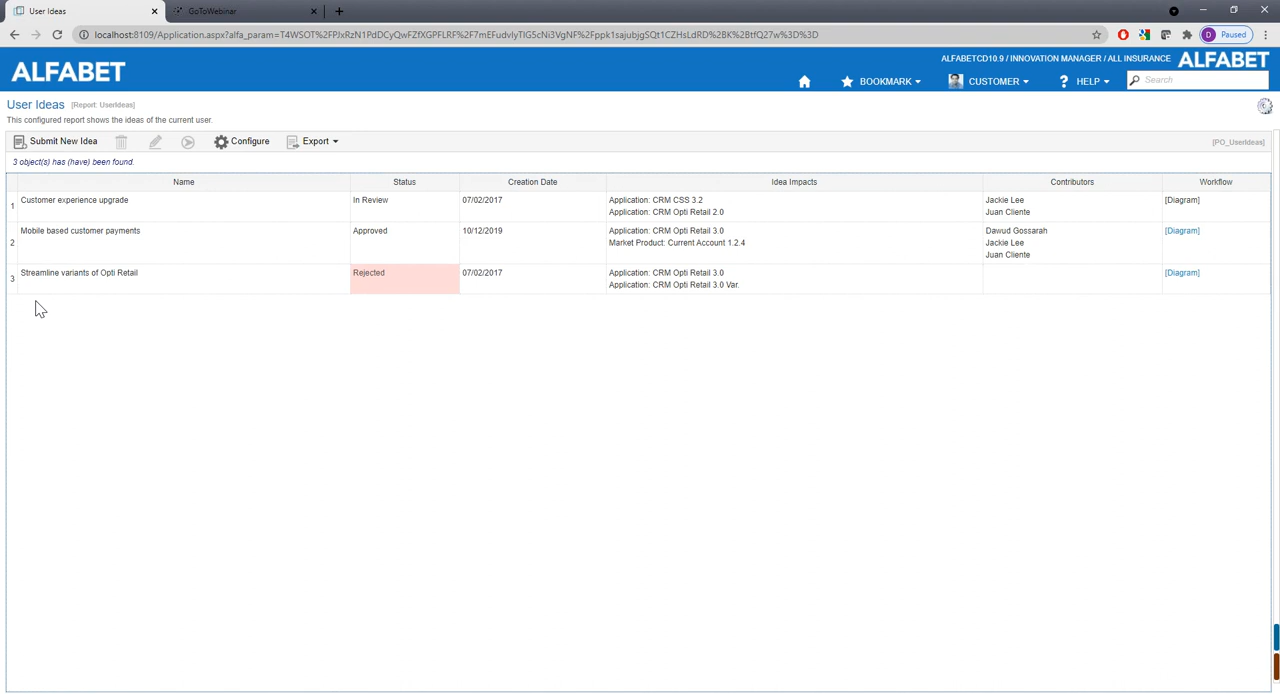 User Ideas
GoToWebinar
localhost:8109/Application.aspx?alfa_param=T4WSOT%2FPJxRzN1PdDCyQwFZfXGPFLRF%2F7mEFudvIyTlG5cNi3VgNF%2Fppk1sajubjgSQt1CZHsLdRD%2BK%2BtfQ27w%3D%3D
D Paused
ALFABETCD10.9 / INNOVATION MANAGER / ALL INSURANCE
ALFABET
ALFABET
BOOKMARK
CUSTOMER
? HELP
Search
User Ideas [Report: UserIdeas]
This configured report shows the ideas of the current user.
Submit New Idea
Configure
Export
[PO_UserIdeas]
3 object(s) has (have) been found.
Name Status Creation Date Idea Impacts Contributors Workflow
1 Customer experience upgrade In Review 07/02/2017 Application: CRM CSS 3.2 Jackie Lee [Diagram]
Application: CRM Opti Retail 2.0 Juan Cliente
2 Mobile based customer payments Approved 10/12/2019 Application: CRM Opti Retail 3.0 Dawud Gossarah [Diagram]
Market Product: Current Account 1.2.4 Jackie Lee
Juan Cliente
3 Streamline variants of Opti Retail Rejected 07/02/2017 Application: CRM Opti Retail 3.0 [Diagram]
Application: CRM Opti Retail 3.0 Var.